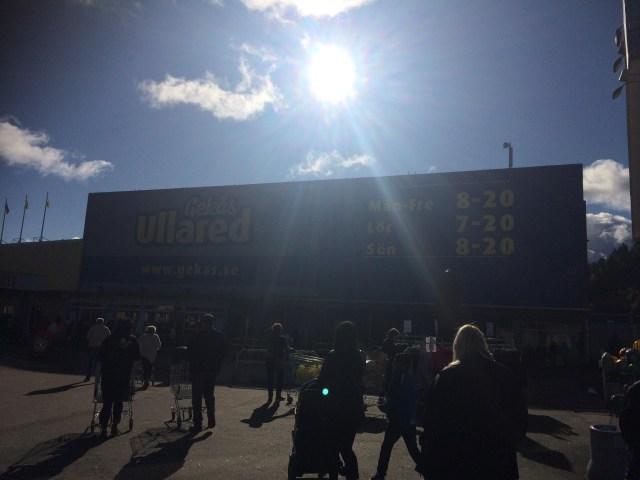 Gekås
Ullared
www.gekas.se
Mån-Fre 8-20
Lör 7-20
Sön 8-20